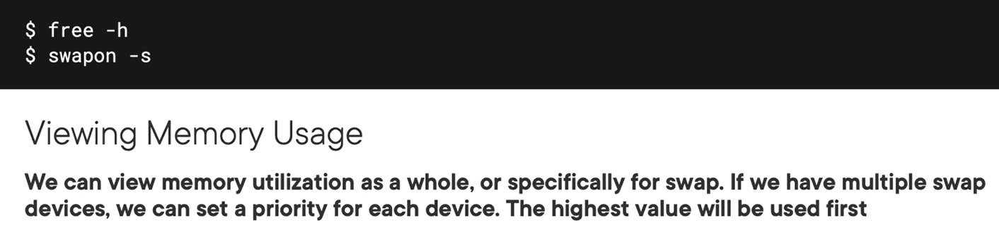 $ free -h
$ swapon -s
Viewing Memory Usage
We can view memory utilization as a whole, or specifically for swap. If we have multiple swap
devices, we can set a priority for each device. The highest value will be used first